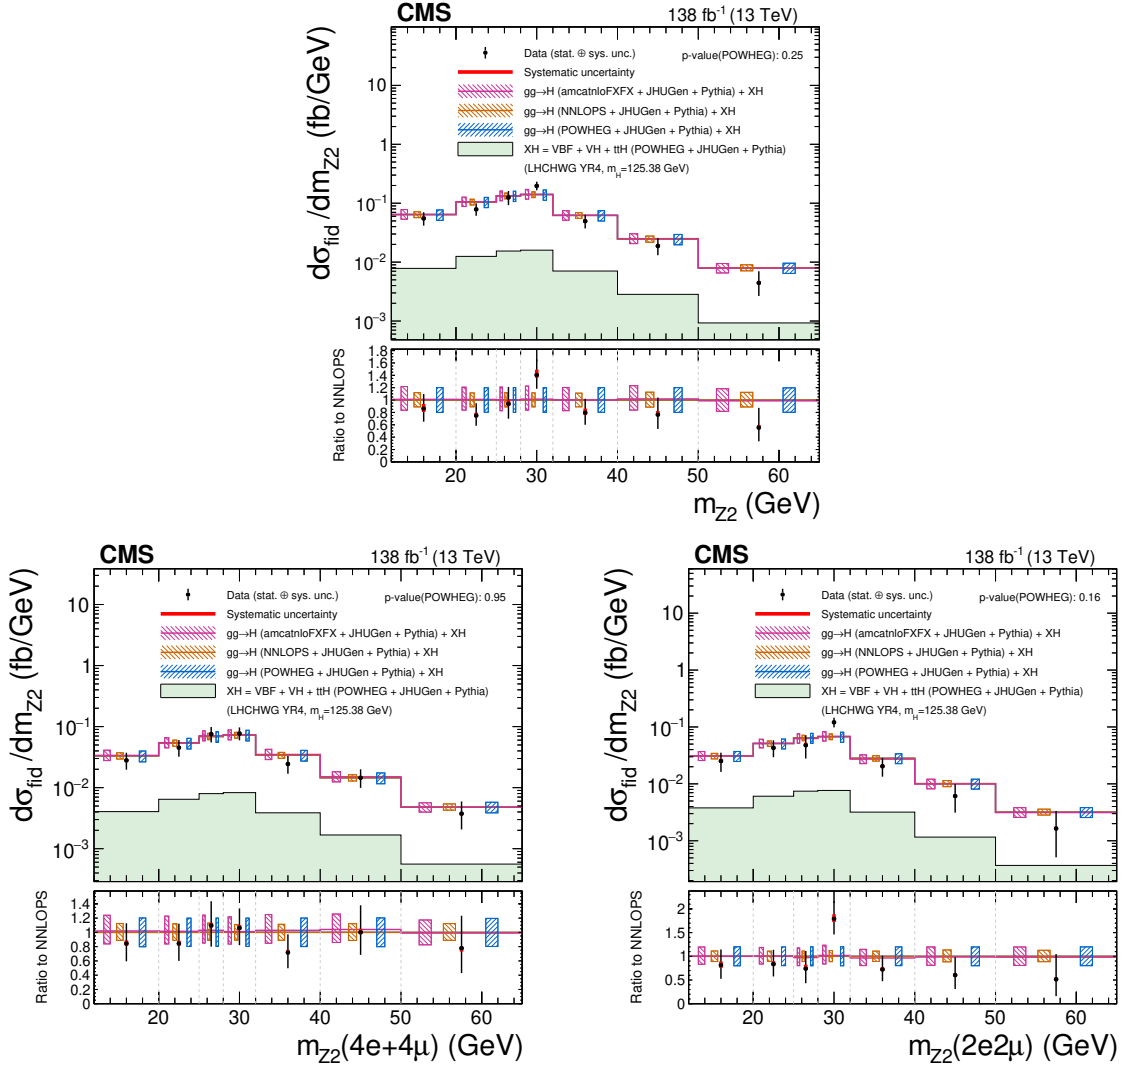 CMS 138 fb⁻¹ (13 TeV)
dσ_fid/dm_Z2 (fb/GeV)
Data (stat. ⊕ sys. unc.) p-value(POWHEG): 0.25
Systematic uncertainty
gg→H (amcatnloFXFX + JHUGen + Pythia) + XH
gg→H (NNLOPS + JHUGen + Pythia) + XH
gg→H (POWHEG + JHUGen + Pythia) + XH
XH = VBF + VH + ttH (POWHEG + JHUGen + Pythia)
(LHCHWG YR4, m_H=125.38 GeV)
10
1
10⁻¹
10⁻²
10⁻³
Ratio to NNLOPS
1.8
1.6
1.4
1.2
1
0.8
0.6
0.4
0.2
0
20 30 40 50 60
m_Z2 (GeV)
CMS 138 fb⁻¹ (13 TeV)
dσ_fid/dm_Z2 (fb/GeV)
Data (stat. ⊕ sys. unc.) p-value(POWHEG): 0.95
Systematic uncertainty
gg→H (amcatnloFXFX + JHUGen + Pythia) + XH
gg→H (NNLOPS + JHUGen + Pythia) + XH
gg→H (POWHEG + JHUGen + Pythia) + XH
XH = VBF + VH + ttH (POWHEG + JHUGen + Pythia)
(LHCHWG YR4, m_H=125.38 GeV)
10
1
10⁻¹
10⁻²
10⁻³
Ratio to NNLOPS
1.4
1.2
1
0.8
0.6
0.4
0.2
0
20 30 40 50 60
m_Z2(4e+4μ) (GeV)
CMS 138 fb⁻¹ (13 TeV)
dσ_fid/dm_Z2 (fb/GeV)
Data (stat. ⊕ sys. unc.) p-value(POWHEG): 0.16
Systematic uncertainty
gg→H (amcatnloFXFX + JHUGen + Pythia) + XH
gg→H (NNLOPS + JHUGen + Pythia) + XH
gg→H (POWHEG + JHUGen + Pythia) + XH
XH = VBF + VH + ttH (POWHEG + JHUGen + Pythia)
(LHCHWG YR4, m_H=125.38 GeV)
10
1
10⁻¹
10⁻²
10⁻³
Ratio to NNLOPS
2
1.5
1
0.5
0
20 30 40 50 60
m_Z2(2e2μ) (GeV)